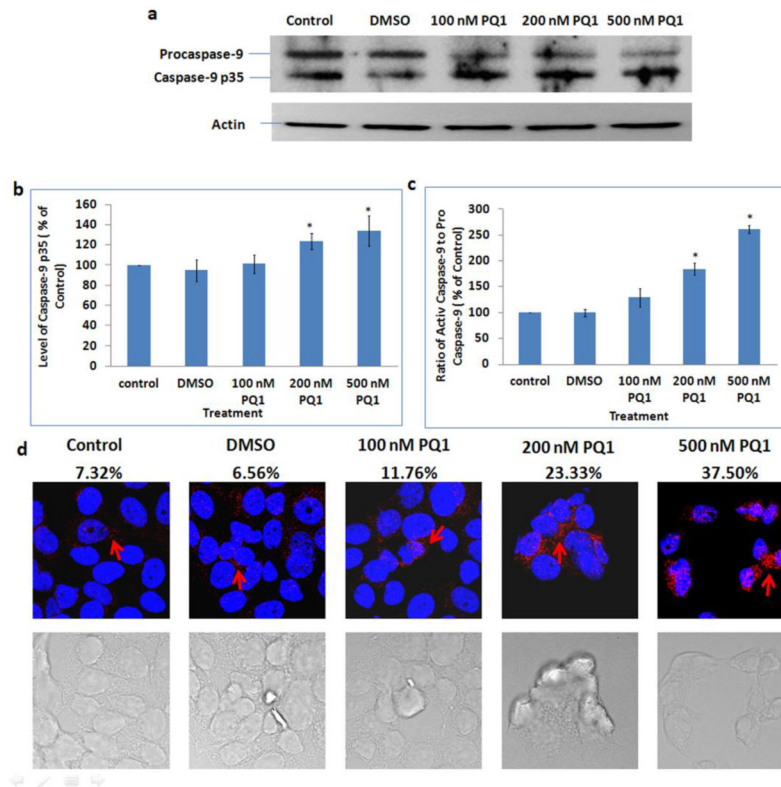 a
Control DMSO 100 nM PQ1 200 nM PQ1 500 nM PQ1
Procaspase-9
Caspase-9 p35
Actin
b
Level of Caspase-9 p35 ( % of
Control)
160
140
120
100
80
60
40
20
0
* *
control DMSO 100 nM 200 nM 500 nM
PQ1 PQ1 PQ1
Treatment
c
Ratio of Activ Caspase-9 to Pro
Caspase-9 ( % of Control)
300
250
200
150
100
50
0
* *
control DMSO 100 nM 200 nM 500 nM
PQ1 PQ1 PQ1
Treatment
d
Control DMSO 100 nM PQ1 200 nM PQ1 500 nM PQ1
7.32% 6.56% 11.76% 23.33% 37.50%